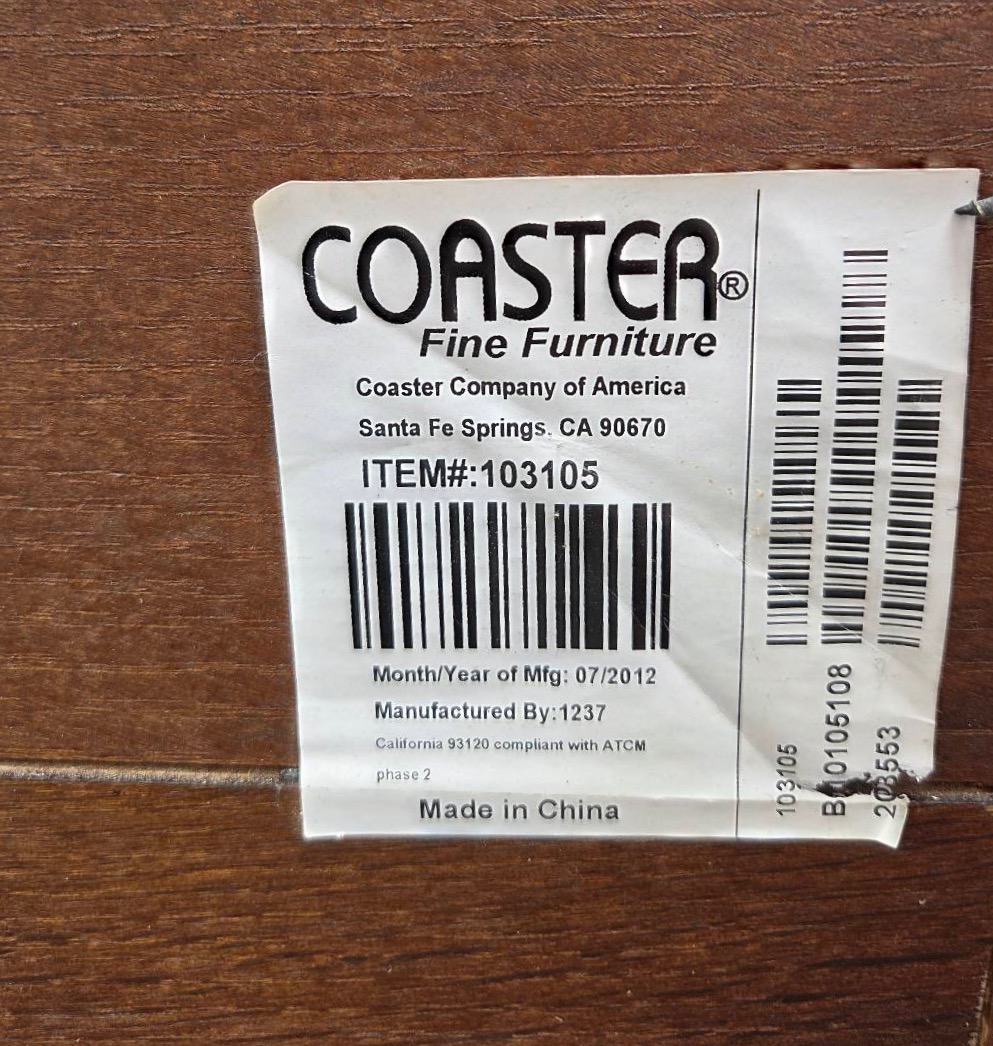 COASTER®
Fine Furniture
Coaster Company of America
Santa Fe Springs. CA 90670
ITEM#:103105
Month/Year of Mfg: 07/2012
Manufactured By:1237
California 93120 compliant with ATCM
phase 2
Made in China
103105